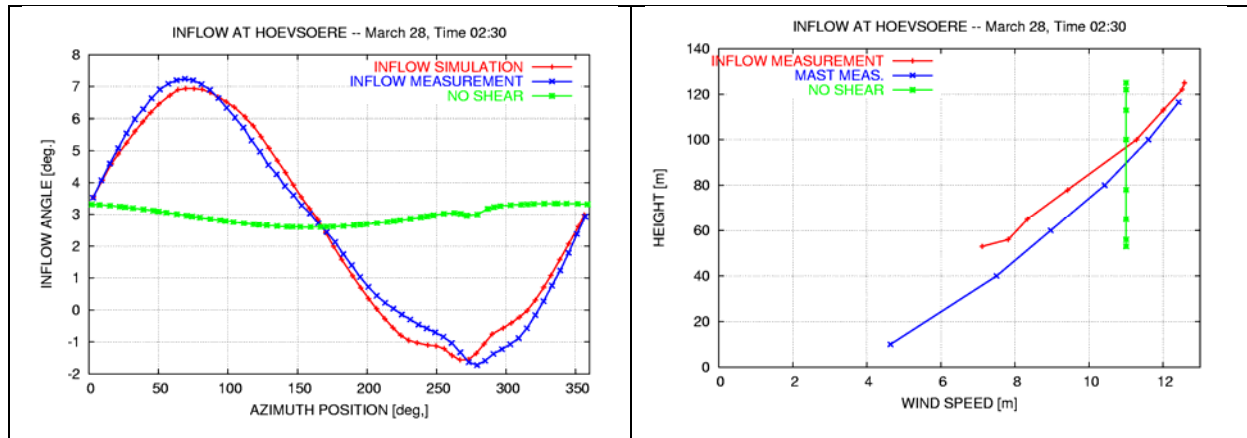 INFLOW AT HOEVSOERE -- March 28, Time 02:30
INFLOW SIMULATION
INFLOW MEASUREMENT
NO SHEAR
8
7
6
5
4
3
2
1
0
-1
-2
INFLOW ANGLE [deg.]
0 50 100 150 200 250 300 350
AZIMUTH POSITION [deg,]
INFLOW AT HOEVSOERE -- March 28, Time 02:30
INFLOW MEASUREMENT
MAST MEAS.
NO SHEAR
140
120
100
80
60
40
20
0
HEIGHT [m]
0 2 4 6 8 10 12
WIND SPEED [m]